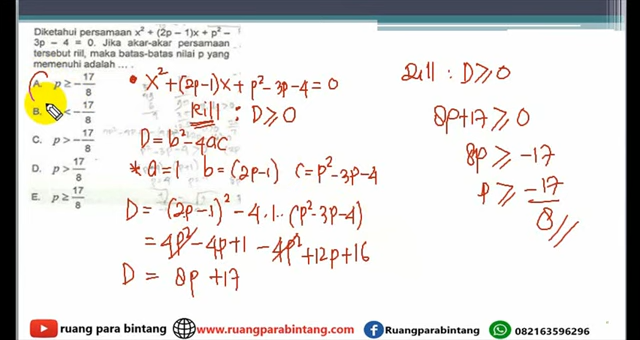 Diketahui persamaan x² + (2p – 1)x + p² –
3p – 4 = 0. Jika akar-akar persamaan
tersebut riil, maka batas-batas nilai p yang
memenuhi adalah … .
A. p ≥ –17/8
B. < –17/8
C. p > –17/8
D. p > 17/8
E. p ≥ 17/8
• x² + (2p–1)x + p² – 3p – 4 = 0
Riil : D ≥ 0
D = b² – 4ac
* a = 1 b = (2p–1) c = p² – 3p – 4
D = (2p–1)² – 4.1.(p² – 3p – 4)
= 4p² – 4p + 1 – 4p² + 12p + 16
D = 8p + 17
Riil : D ≥ 0
8p + 17 ≥ 0
8p ≥ –17
p ≥ –17/8 //
ruang para bintang www.ruangparabintang.com Ruangparabintang 082163596296